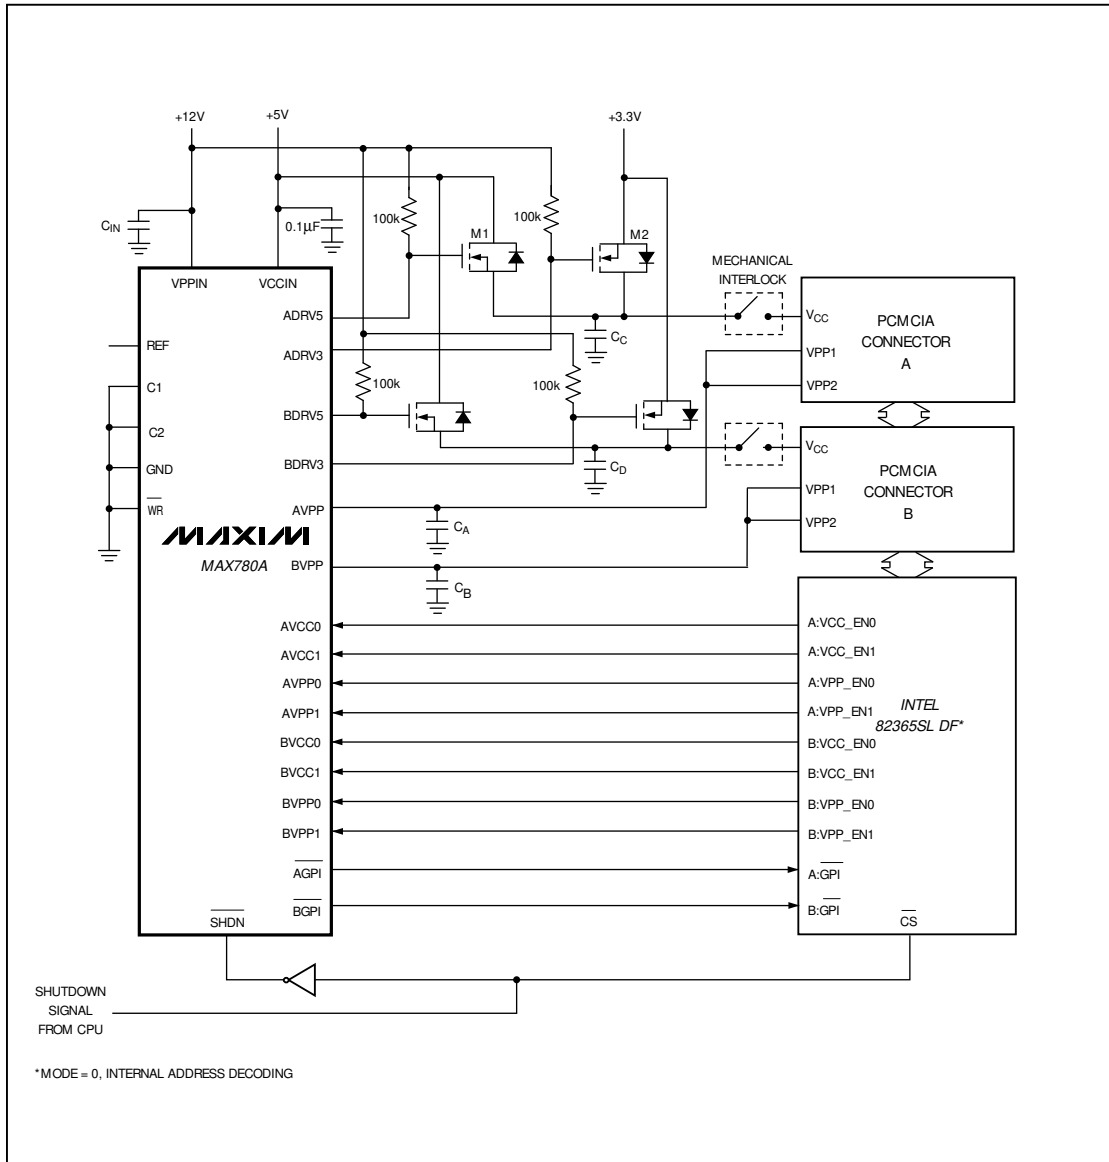 +12V
+5V
+3.3V
CIN
0.1μF
100k
M1
100k
M2
MECHANICAL
INTERLOCK
VPPIN
VCCIN
ADRV5
REF
ADRV3
C1
BDRV5
C2
GND
BDRV3
WR
AVPP
MAXIM
MAX780A
BVPP
CC
100k
100k
CD
CA
CB
VCC
VPP1
VPP2
PCMCIA
CONNECTOR
A
VCC
VPP1
VPP2
PCMCIA
CONNECTOR
B
AVCC0
AVCC1
AVPP0
AVPP1
BVCC0
BVCC1
BVPP0
BVPP1
AGPI
BGPI
SHDN
A:VCC_EN0
A:VCC_EN1
A:VPP_EN0
A:VPP_EN1
B:VCC_EN0
B:VCC_EN1
B:VPP_EN0
B:VPP_EN1
A:GPI
B:GPI
INTEL
82365SL DF*
CS
SHUTDOWN
SIGNAL
FROM CPU
*MODE = 0, INTERNAL ADDRESS DECODING